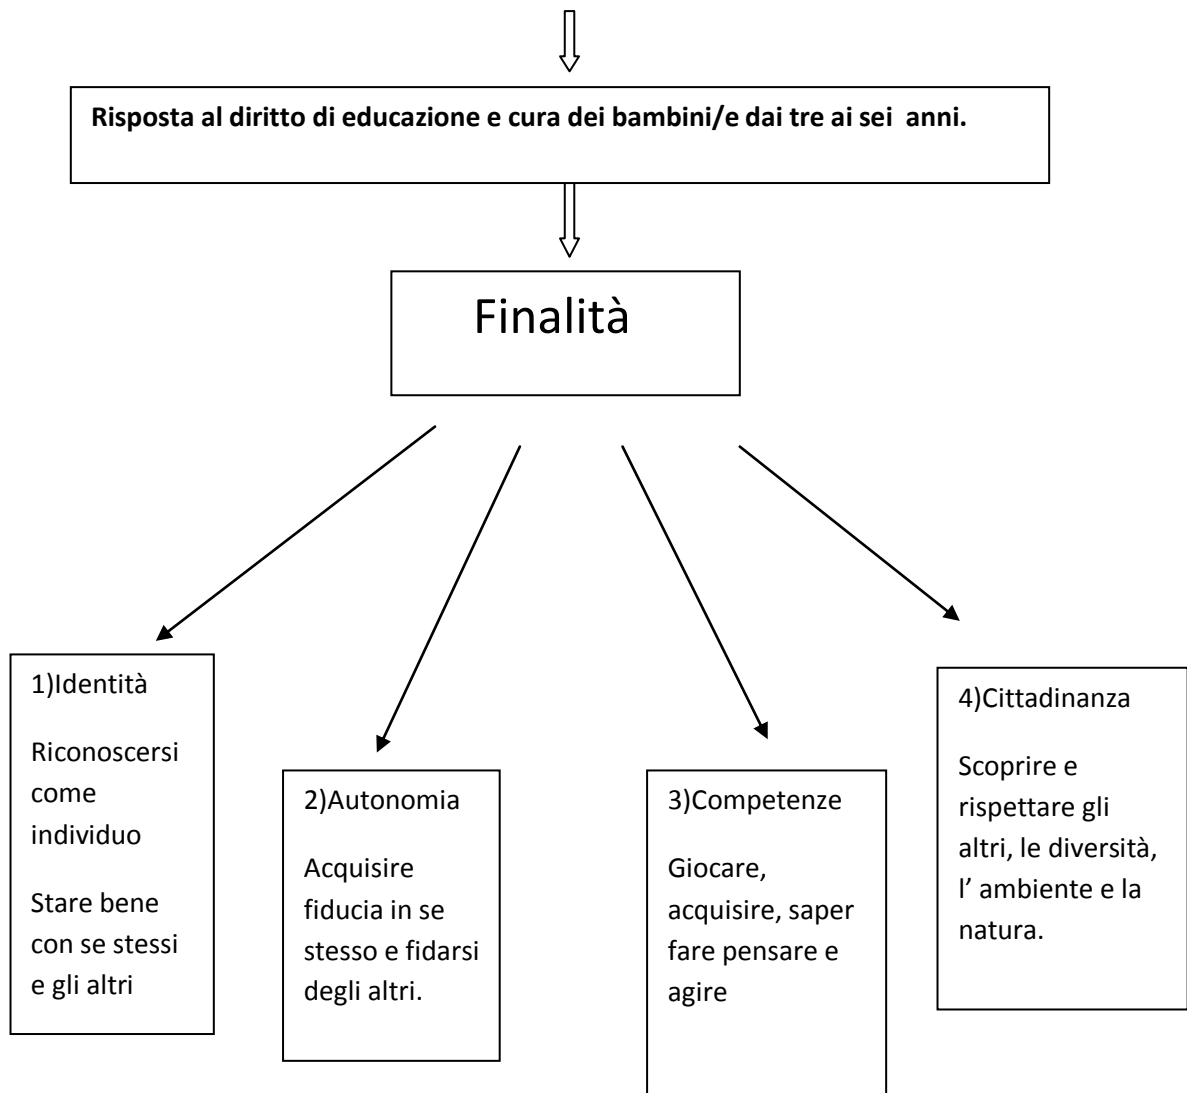 Risposta al diritto di educazione e cura dei bambini/e dai tre ai sei  anni.
Finalità
1)Identità
Riconoscersi
come
individuo
Stare bene
con se stessi
e gli altri
2)Autonomia
Acquisire
fiducia in se
stesso e fidarsi
degli altri.
3)Competenze
Giocare,
acquisire, saper
fare pensare e
agire
4)Cittadinanza
Scoprire e
rispettare gli
altri, le diversità,
l’ ambiente e la
natura.